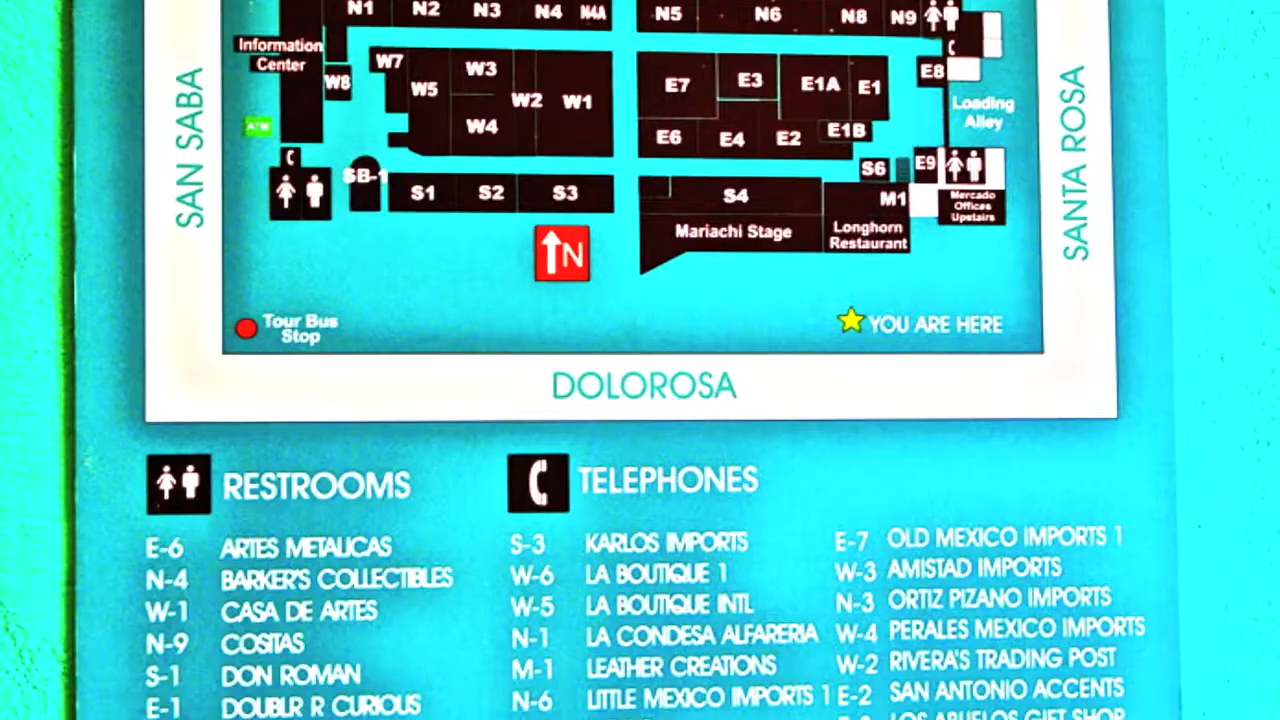 N1 N2 N3 N4 N4A N5 N6 N8 N9
Information
Center
W7 W8 W5 W3 W2 W1 W4
E7 E3 E1A E1 E8
E6 E4 E2 E1B
Loading
Alley
ATM
SAN SABA
SANTA ROSA
SB-1 S1 S2 S3 S4 S6 E9 M1
Mariachi Stage
Longhorn
Restaurant
Mercado
Offices
Upstairs
N
Tour Bus
Stop
YOU ARE HERE
DOLOROSA
RESTROOMS
TELEPHONES
E-6 ARTES METALICAS
N-4 BARKER'S COLLECTIBLES
W-1 CASA DE ARTES
N-9 COSITAS
S-1 DON ROMAN
E-1 DOUBLR R CURIOUS
S-3 KARLOS IMPORTS
W-6 LA BOUTIQUE 1
W-5 LA BOUTIQUE INTL
N-1 LA CONDESA ALFARERIA
M-1 LEATHER CREATIONS
N-6 LITTLE MEXICO IMPORTS 1
E-7 OLD MEXICO IMPORTS 1
W-3 AMISTAD IMPORTS
N-3 ORTIZ PIZANO IMPORTS
W-4 PERALES MEXICO IMPORTS
W-2 RIVERA'S TRADING POST
E-2 SAN ANTONIO ACCENTS
LOS ABUELOS GIFT SHOP